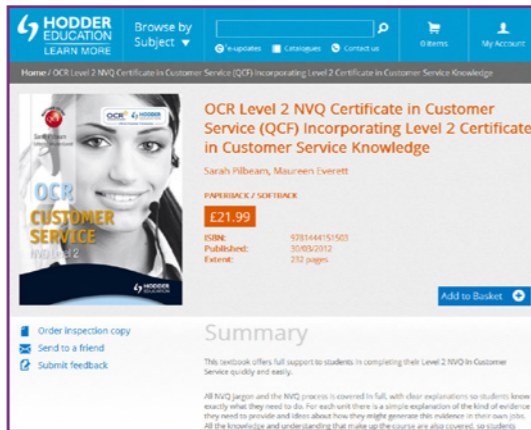 HODDER
EDUCATION
LEARN MORE
Browse by
Subject
e-updates
Catalogues
Contact us
0 Items
My Account
Home / OCR Level 2 NVQ Certificate in Customer Service (QCF) Incorporating Level 2 Certificate in Customer Service Knowledge
OCR
HODDER
EDUCATION
OCR
CUSTOMER
SERVICE
NVQ Level 2
HODDER
EDUCATION
OCR Level 2 NVQ Certificate in Customer
Service (QCF) Incorporating Level 2 Certificate
in Customer Service Knowledge
Sarah Pilbeam, Maureen Everett
PAPERBACK / SOFTBACK
£21.99
ISBN: 9781444151503
Published: 30/03/2012
Extent: 232 pages
Add to Basket
Order inspection copy
Send to a friend
Submit feedback
Summary
This textbook offers full support to students in completing their Level 2 NVQ in Customer
Service quickly and easily.
All NVQ jargon and the NVQ process is covered in full, with clear explanations so students know
exactly what they need to do. For each unit there is a simple explanation of the kind of evidence
they need to provide and ideas about how they might generate this evidence in their own jobs.
All the knowledge and understanding that make up the course are also covered, so students